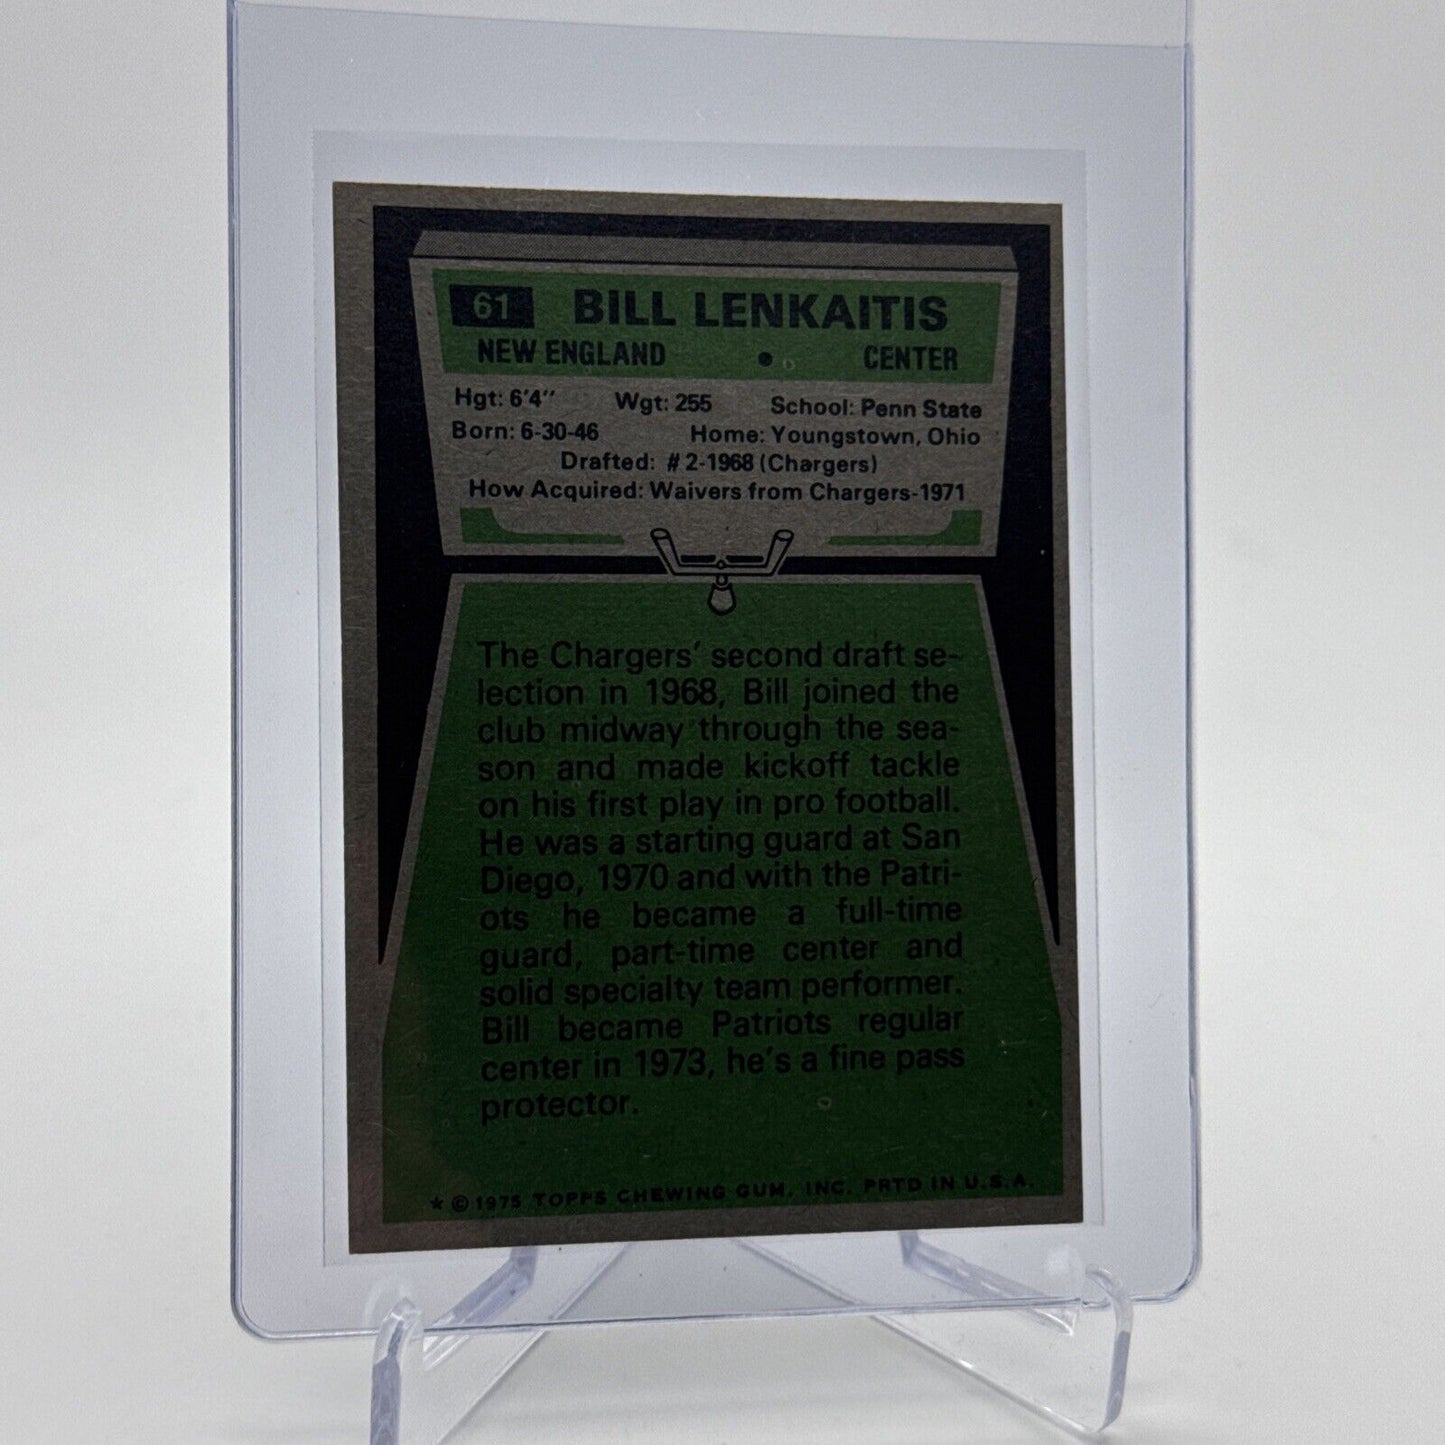 61 BILL LENKAITIS
NEW ENGLAND • CENTER
Hgt: 6'4" Wgt: 255 School: Penn State
Born: 6-30-46 Home: Youngstown, Ohio
Drafted: #2-1968 (Chargers)
How Acquired: Waivers from Chargers-1971
The Chargers' second draft se-
lection in 1968, Bill joined the
club midway through the sea-
son and made kickoff tackle
on his first play in pro football.
He was a starting guard at San
Diego, 1970 and with the Patri-
ots he became a full-time
guard, part-time center and
solid specialty team performer.
Bill became Patriots regular
center in 1973, he's a fine pass
protector.
★ © 1975 TOPPS CHEWING GUM, INC. PRTD IN U.S.A.